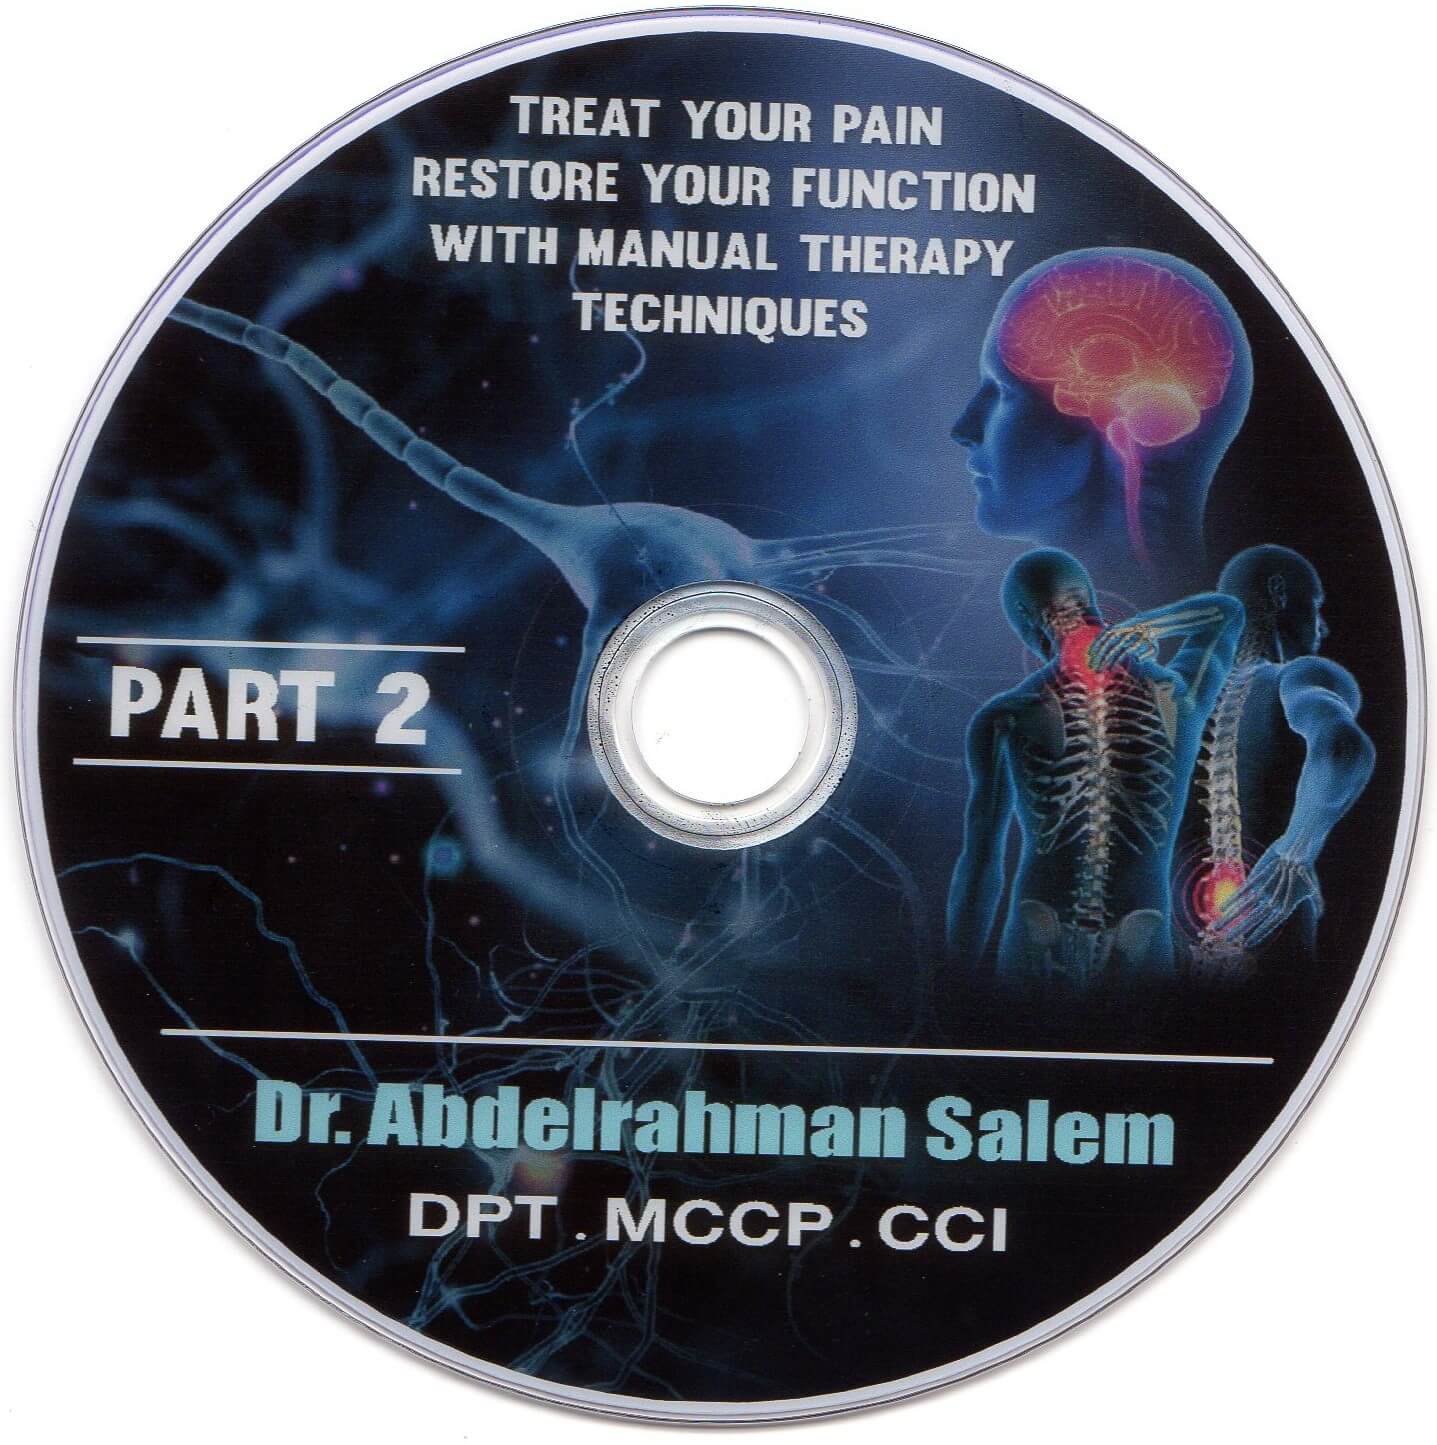 TREAT YOUR PAIN
RESTORE YOUR FUNCTION
WITH MANUAL THERAPY
TECHNIQUES
PART 2
Dr. Abdelrahman Salem
DPT . MCCP . CCI